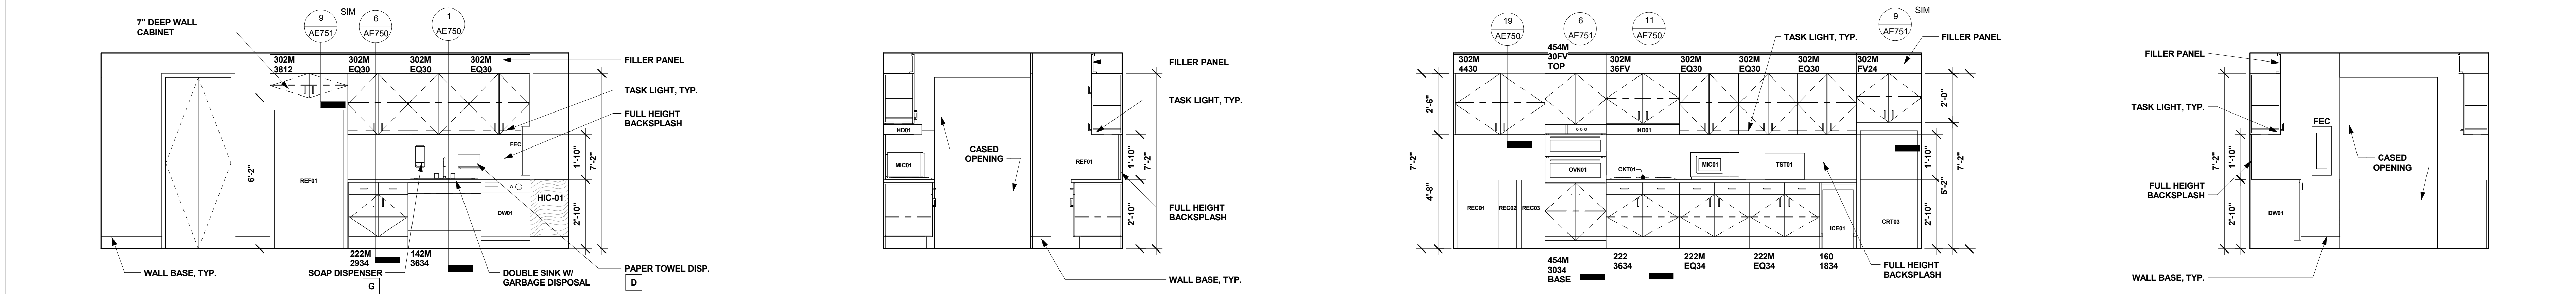 7" DEEP WALL
CABINET
9
AE751
SIM
6
AE750
1
AE750
302M
3812
302M
EQ30
302M
EQ30
302M
EQ30
FILLER PANEL
TASK LIGHT, TYP.
FULL HEIGHT
BACKSPLASH
FEC
REF01
DW01
HIC-01
6'-2"
1'-10"
2'-10"
7'-2"
WALL BASE, TYP.
222M
2934
142M
3634
SOAP DISPENSER
G
DOUBLE SINK W/
GARBAGE DISPOSAL
PAPER TOWEL DISP.
D
FILLER PANEL
TASK LIGHT, TYP.
HD01
MIC01
CASED
OPENING
REF01
1'-10"
2'-10"
7'-2"
FULL HEIGHT
BACKSPLASH
WALL BASE, TYP.
19
AE750
6
AE751
11
AE750
9
AE751
SIM
302M
4430
454M
30FV
TOP
302M
36FV
302M
EQ30
302M
EQ30
302M
EQ30
302M
FV24
TASK LIGHT, TYP.
FILLER PANEL
7'-2"
2'-6"
4'-8"
HD01
OVN01
CKT01
MIC01
TST01
REC01
REC02
REC03
ICE01
CRT03
2'-0"
5'-2"
1'-10"
2'-10"
7'-2"
454M
3034
BASE
222
3634
222M
EQ34
222M
EQ34
160
1834
FULL HEIGHT
BACKSPLASH
FILLER PANEL
TASK LIGHT, TYP.
7'-2"
1'-10"
2'-10"
FEC
CASED
OPENING
FULL HEIGHT
BACKSPLASH
DW01
WALL BASE, TYP.